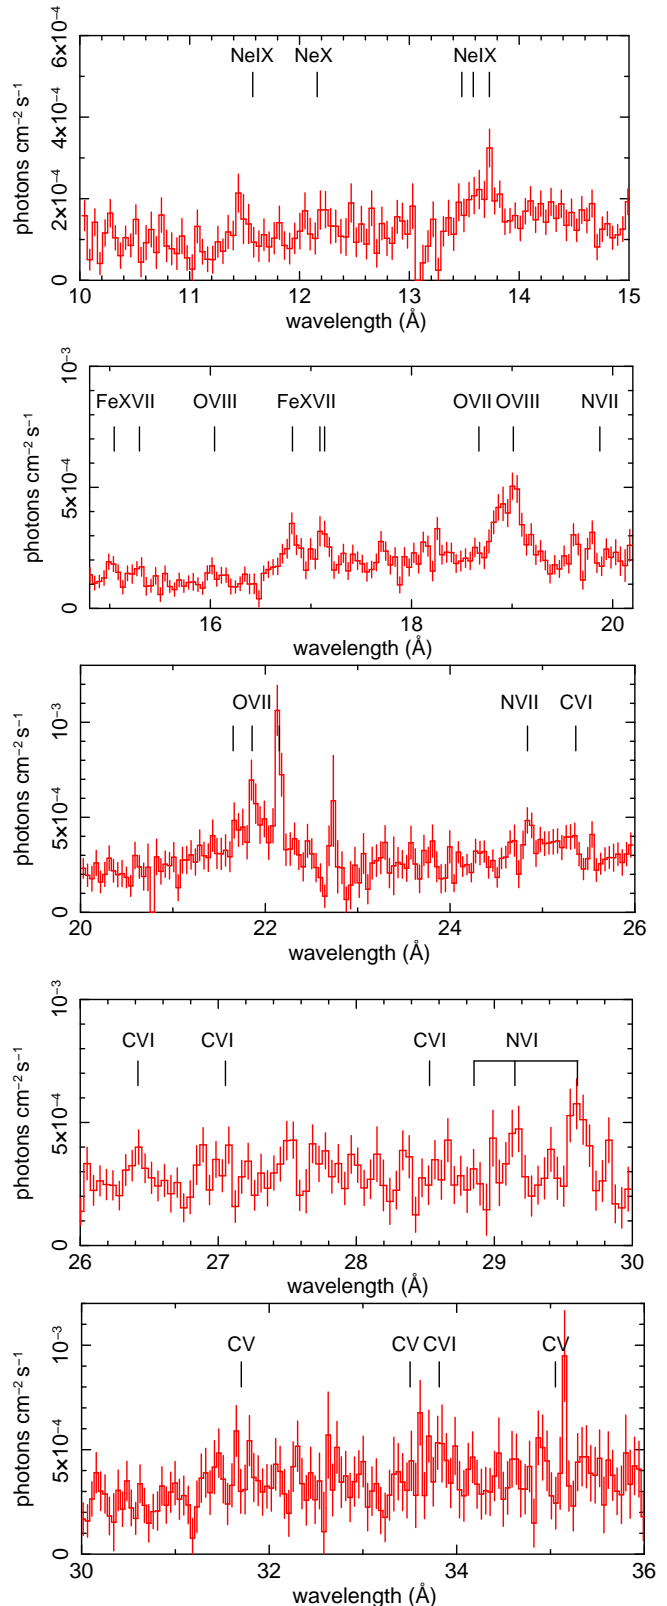 6×10⁻⁴
NeIX NeX NeIX
4×10⁻⁴
2×10⁻⁴
0
photons cm⁻² s⁻¹
10 11 12 13 14 15
wavelength (Å)
10⁻³
FeXVII OVIII FeXVII OVII OVIII NVII
5×10⁻⁴
0
photons cm⁻² s⁻¹
16 18 20
wavelength (Å)
10⁻³
OVII NVII CVI
5×10⁻⁴
0
photons cm⁻² s⁻¹
20 22 24 26
wavelength (Å)
10⁻³
CVI CVI CVI NVI
5×10⁻⁴
0
photons cm⁻² s⁻¹
26 27 28 29 30
wavelength (Å)
10⁻³
CV CV CVI CV
5×10⁻⁴
0
photons cm⁻² s⁻¹
30 32 34 36
wavelength (Å)